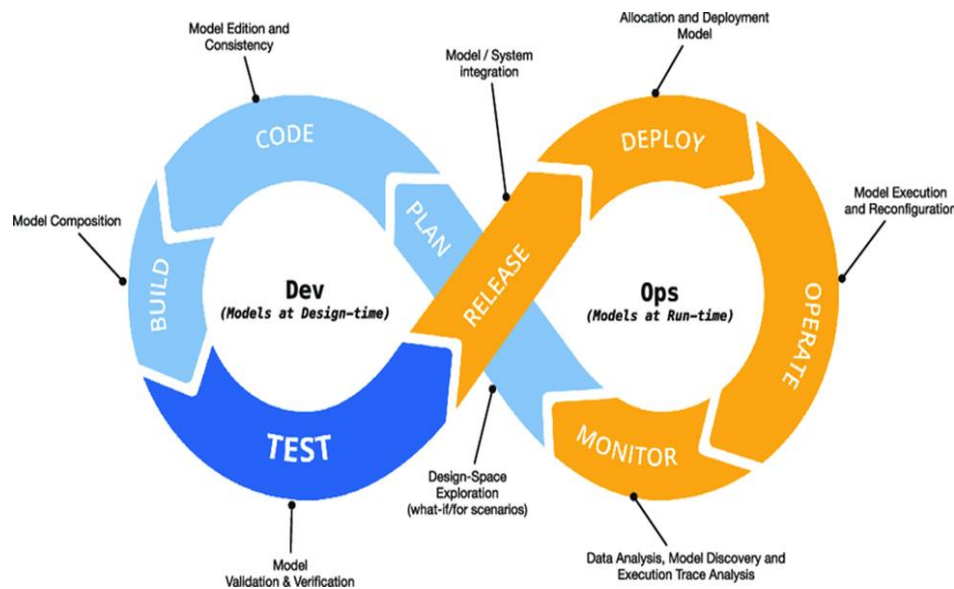 Model Edition and
Consistency
Model / System
integration
Allocation and Deployment
Model
CODE
DEPLOY
PLAN
Model Composition
Model Execution
and Reconfiguration
BUILD
Dev
(Models at Design-time)
RELEASE
Ops
(Models at Run-time)
OPERATE
TEST
MONITOR
Design-Space
Exploration
(what-if/for scenarios)
Model
Validation & Verification
Data Analysis, Model Discovery and
Execution Trace Analysis